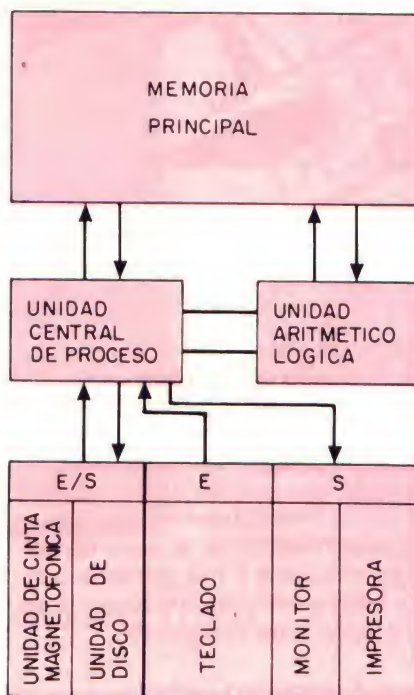 MEMORIA
PRINCIPAL
UNIDAD
CENTRAL
DE PROCESO
UNIDAD
ARITMETICO
LOGICA
E/S
E
S
UNIDAD DE CINTA
MAGNETOFONICA
UNIDAD DE
DISCO
TECLADO
MONITOR
IMPRESORA